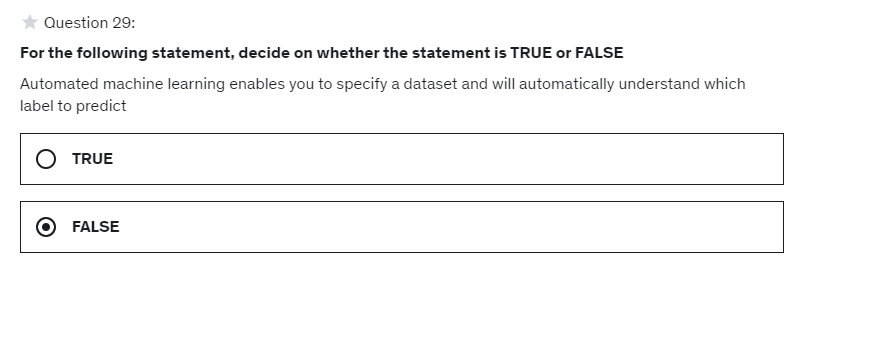 Question 29:
For the following statement, decide on whether the statement is TRUE or FALSE
Automated machine learning enables you to specify a dataset and will automatically understand which
label to predict
TRUE
FALSE